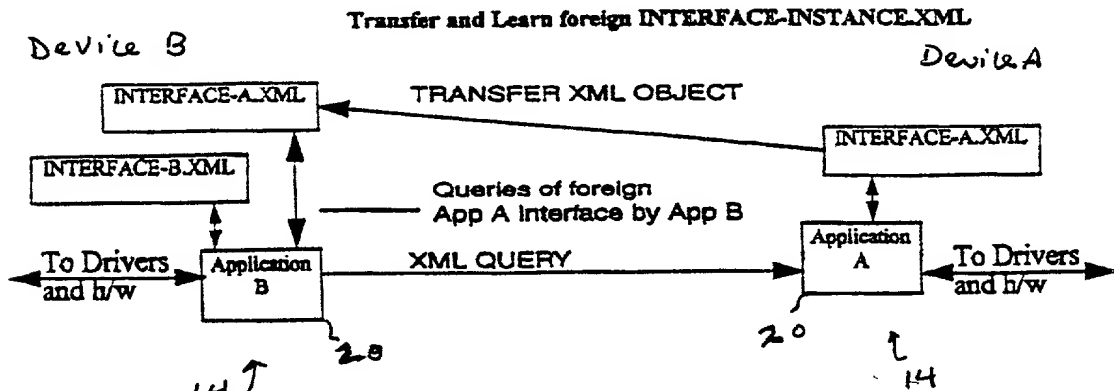 Transfer and Learn foreign INTERFACE-INSTANCE.XML
Device B
Device A
INTERFACE-A.XML
TRANSFER XML OBJECT
INTERFACE-A.XML
INTERFACE-B.XML
Queries of foreign
App A Interface by App B
To Drivers
and h/w
Application
B
XML QUERY
Application
A
To Drivers
and h/w
20
20
14
14